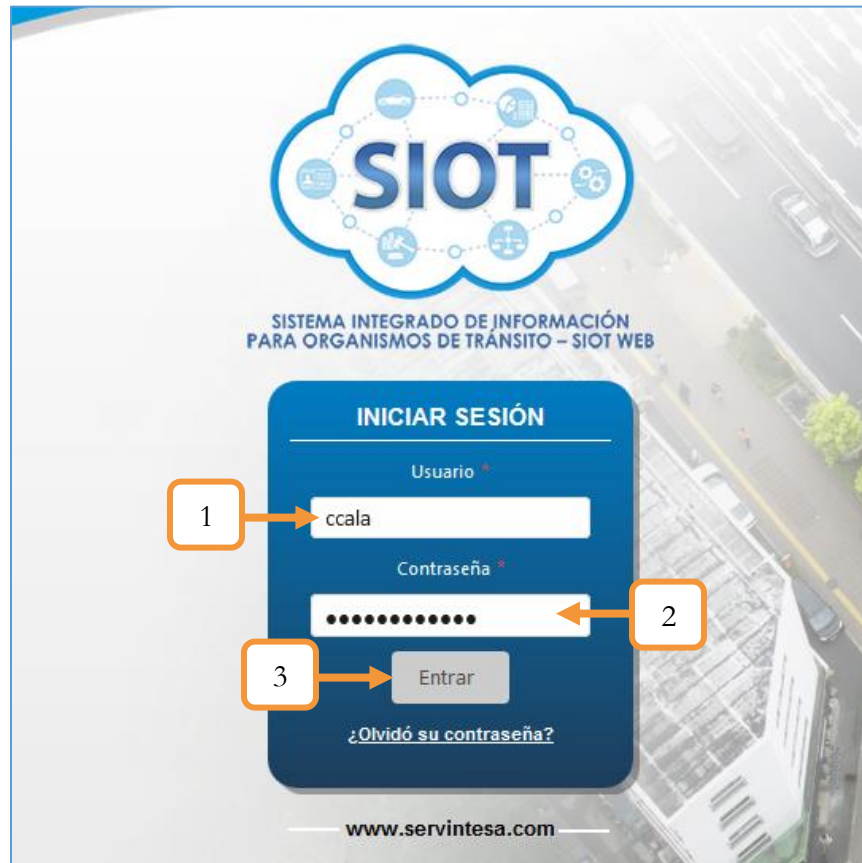 SIOT
SISTEMA INTEGRADO DE INFORMACIÓN
PARA ORGANISMOS DE TRÁNSITO – SIOT WEB
INICIAR SESIÓN
Usuario *
1
ccala
Contraseña *
●●●●●●●●●●●●
2
3
Entrar
¿Olvidó su contraseña?
www.servintesa.com